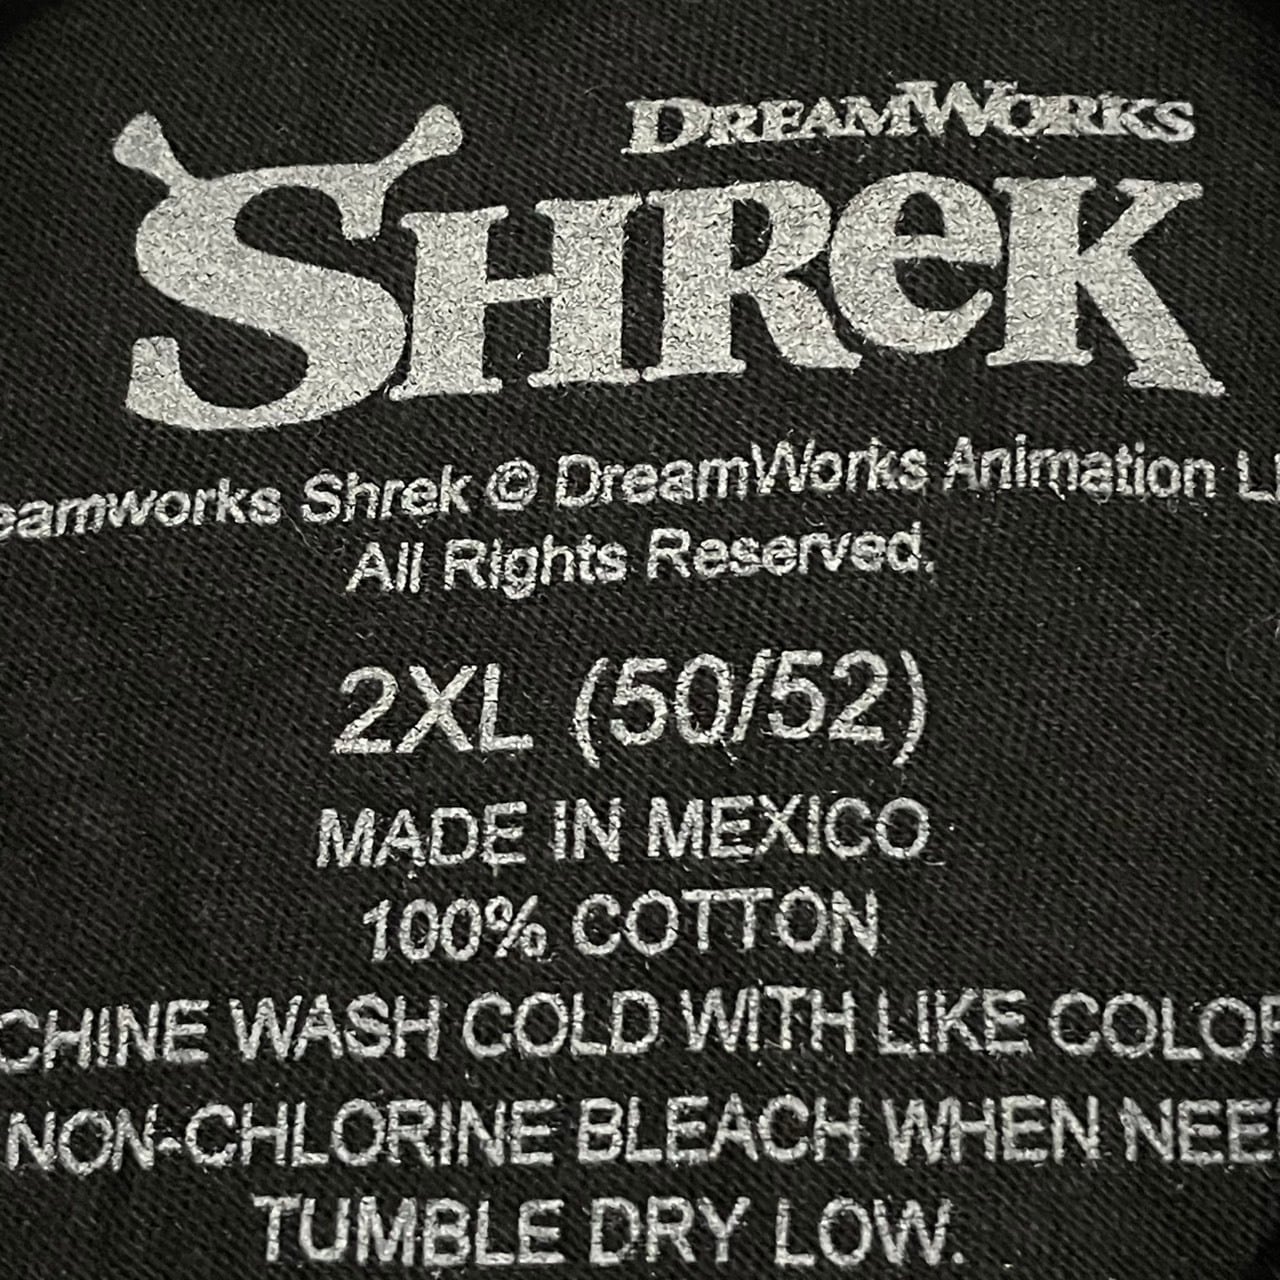 DREAMWORKS
SHREK
eamworks Shrek © DreamWorks Animation L
All Rights Reserved.
2XL (50/52)
MADE IN MEXICO
100% COTTON
CHINE WASH COLD WITH LIKE COLOR
NON-CHLORINE BLEACH WHEN NEE
TUMBLE DRY LOW.